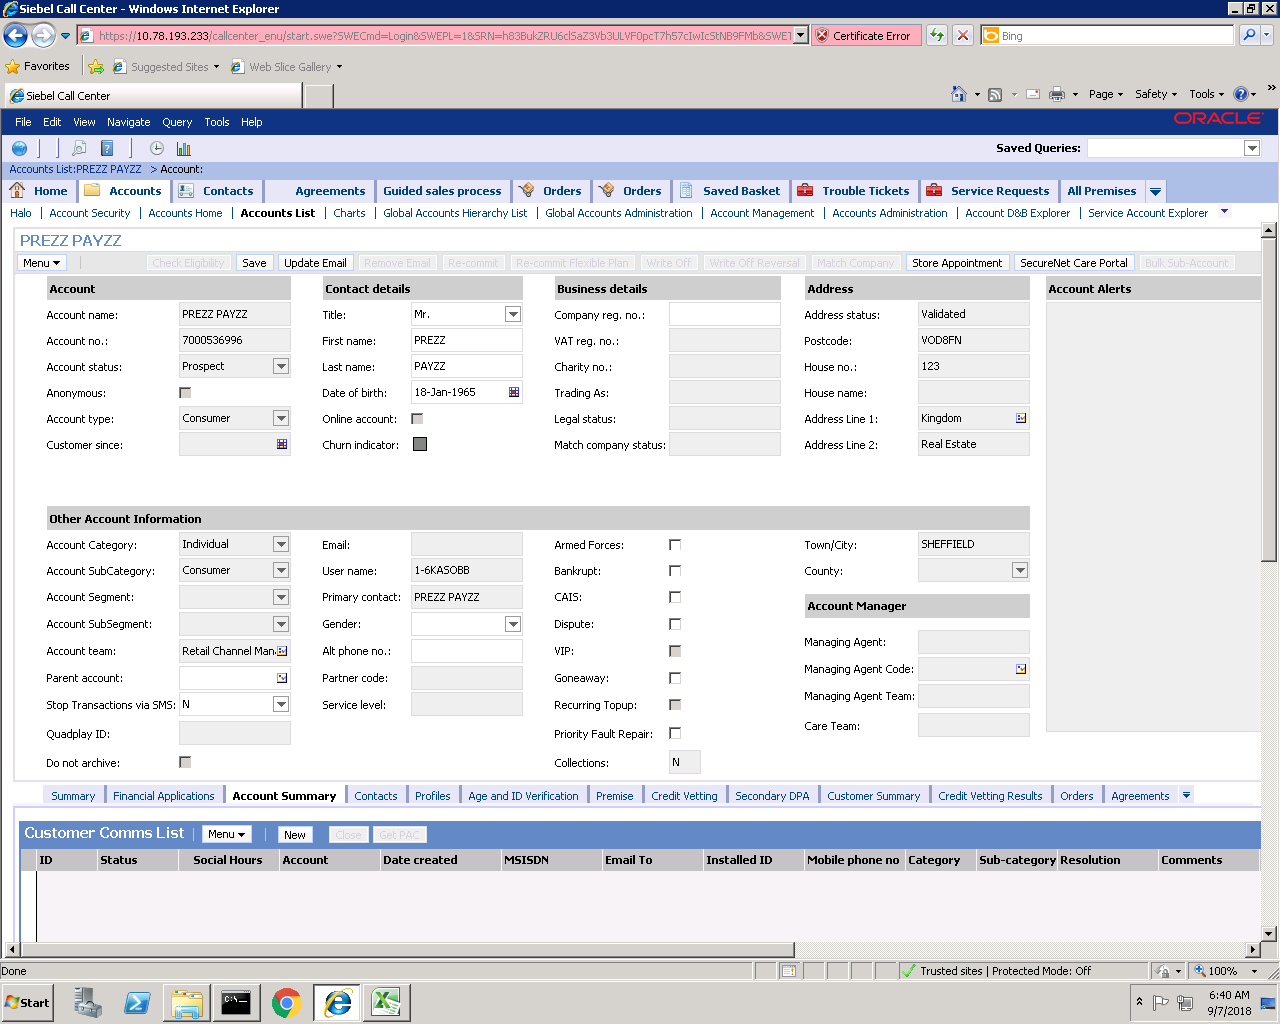 Siebel Call Center - Windows Internet Explorer
https://10.78.193.233/callcenter_enu/start.swe?SWECmd=Login&SWEPL=1&SRN=h83BukZRU6clSaZ3Vb3ULVF0pcT7h57cIwIcStNB9FMb&SWET
Certificate Error
Bing
Favorites
Suggested Sites
Web Slice Gallery
Siebel Call Center
Page
Safety
Tools
File Edit View Navigate Query Tools Help
ORACLE
Saved Queries:
Accounts List:PREZZ PAYZZ > Account:
Home Accounts Contacts Agreements Guided sales process Orders Orders Saved Basket Trouble Tickets Service Requests All Premises
Halo | Account Security | Accounts Home | Accounts List | Charts | Global Accounts Hierarchy List | Global Accounts Administration | Account Management | Accounts Administration | Account D&B Explorer | Service Account Explorer
PREZZ PAYZZ
Menu Check Eligibility Save Update Email Remove Email Re-commit Re-commit Flexible Plan Write Off Write Off Reversal Match Company Store Appointment SecureNet Care Portal Bulk Sub-Account
Account Contact details Business details Address Account Alerts
Account name: PREZZ PAYZZ Title: Mr. Company reg. no.: Address status: Validated
Account no.: 7000536996 First name: PREZZ VAT reg. no.: Postcode: VOD8FN
Account status: Prospect Last name: PAYZZ Charity no.: House no.: 123
Anonymous: Date of birth: 18-Jan-1965 Trading As: House name:
Account type: Consumer Online account: Legal status: Address Line 1: Kingdom
Customer since: Churn indicator: Match company status: Address Line 2: Real Estate
Other Account Information
Account Category: Individual Email: Armed Forces: Town/City: SHEFFIELD
Account SubCategory: Consumer User name: 1-6KASOBB Bankrupt: County:
Account Segment: Primary contact: PREZZ PAYZZ CAIS: Account Manager
Account SubSegment: Gender: Dispute:
Account team: Retail Channel Man Alt phone no.: VIP: Managing Agent:
Parent account: Partner code: Goneaway: Managing Agent Code:
Stop Transactions via SMS: N Service level: Recurring Topup: Managing Agent Team:
Quadplay ID: Priority Fault Repair: Care Team:
Do not archive: Collections: N
Summary Financial Applications Account Summary Contacts Profiles Age and ID Verification Premise Credit Vetting Secondary DPA Customer Summary Credit Vetting Results Orders Agreements
Customer Comms List Menu New Close Get PAC
ID Status Social Hours Account Date created MSISDN Email To Installed ID Mobile phone no Category Sub-category Resolution Comments
Done
Trusted sites | Protected Mode: Off
100%
Start
6:40 AM
9/7/2018